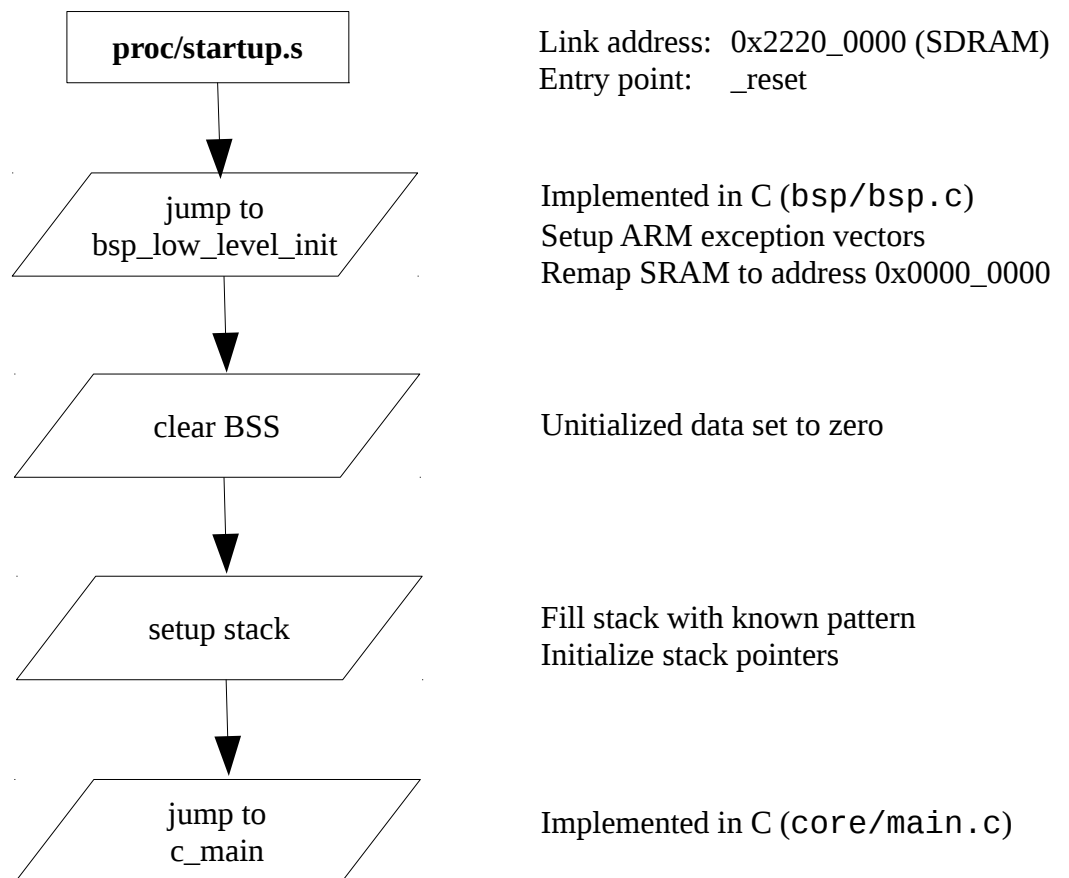 proc/startup.s
Link address: 0x2220_0000 (SDRAM)
Entry point: _reset
jump to
bsp_low_level_init
Implemented in C (bsp/bsp.c)
Setup ARM exception vectors
Remap SRAM to address 0x0000_0000
clear BSS
Unitialized data set to zero
setup stack
Fill stack with known pattern
Initialize stack pointers
jump to
c_main
Implemented in C (core/main.c)